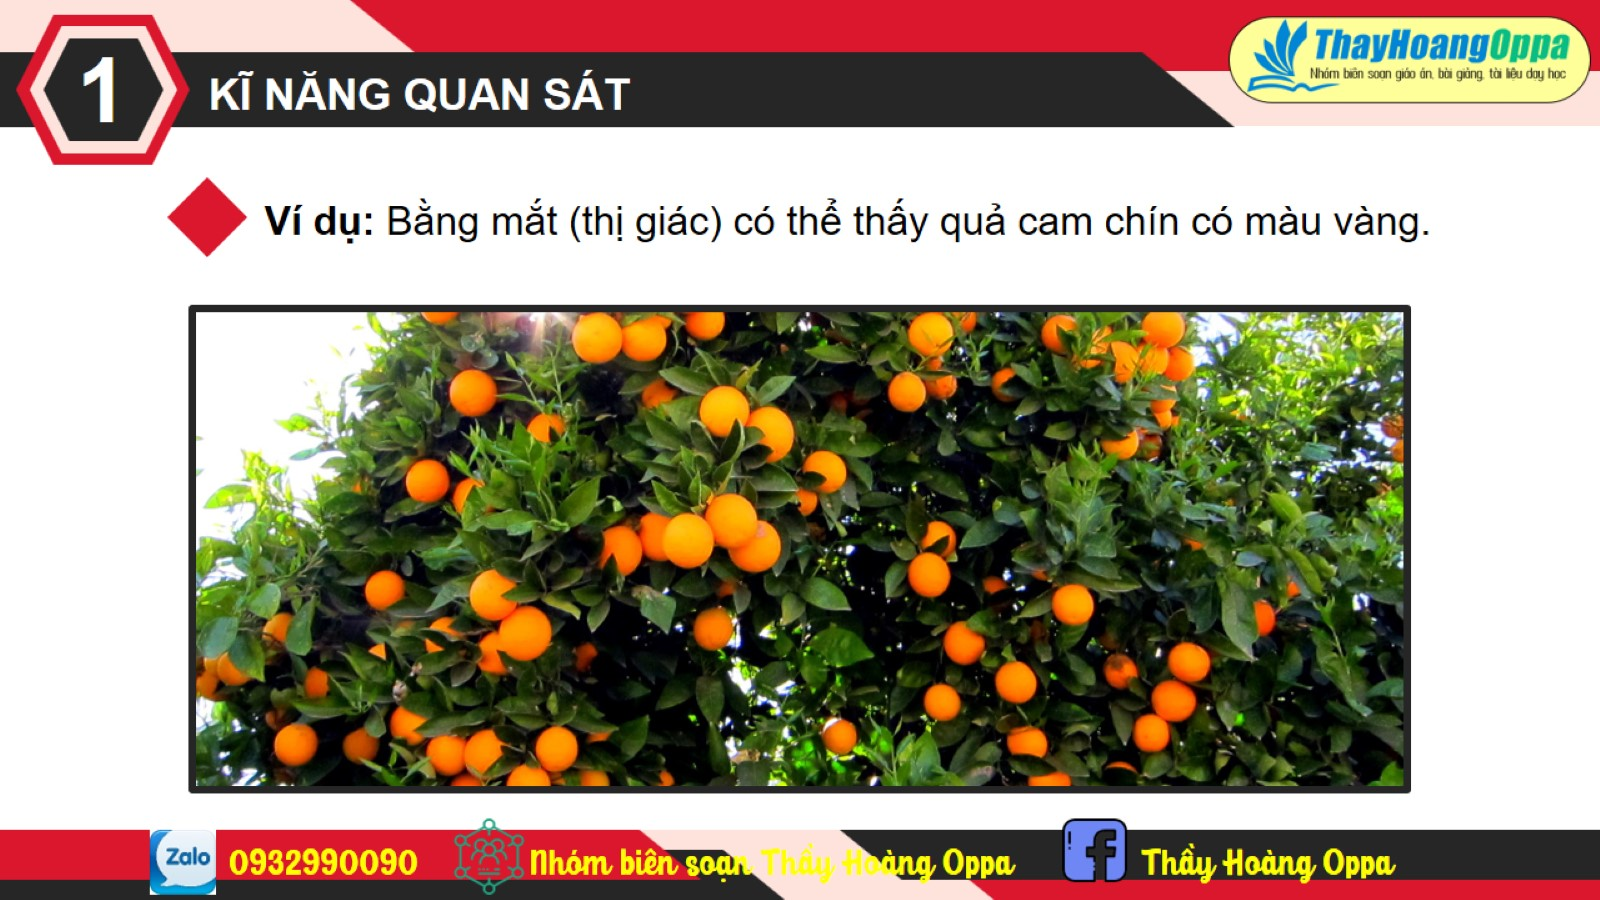 1
KĨ NĂNG QUAN SÁT
ThayHoangOppa
Nhóm biên soạn giáo án, bài giảng, tài liệu dạy học
Ví dụ: Bằng mắt (thị giác) có thể thấy quả cam chín có màu vàng.
Zalo 0932990090 Nhóm biên soạn Thầy Hoàng Oppa Thầy Hoàng Oppa